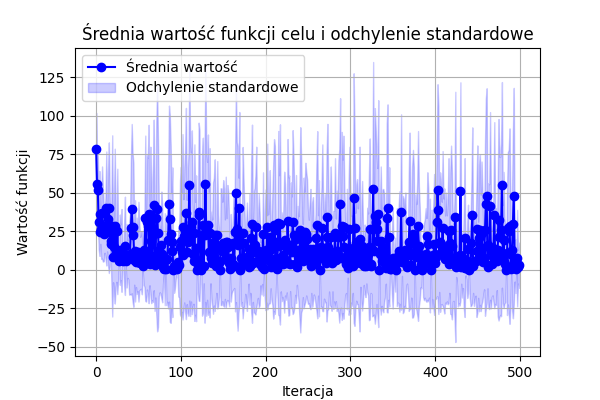 Średnia wartość funkcji celu i odchylenie standardowe
Średnia wartość
Odchylenie standardowe
Wartość funkcji
125
100
75
50
25
0
−25
−50
0 100 200 300 400 500
Iteracja